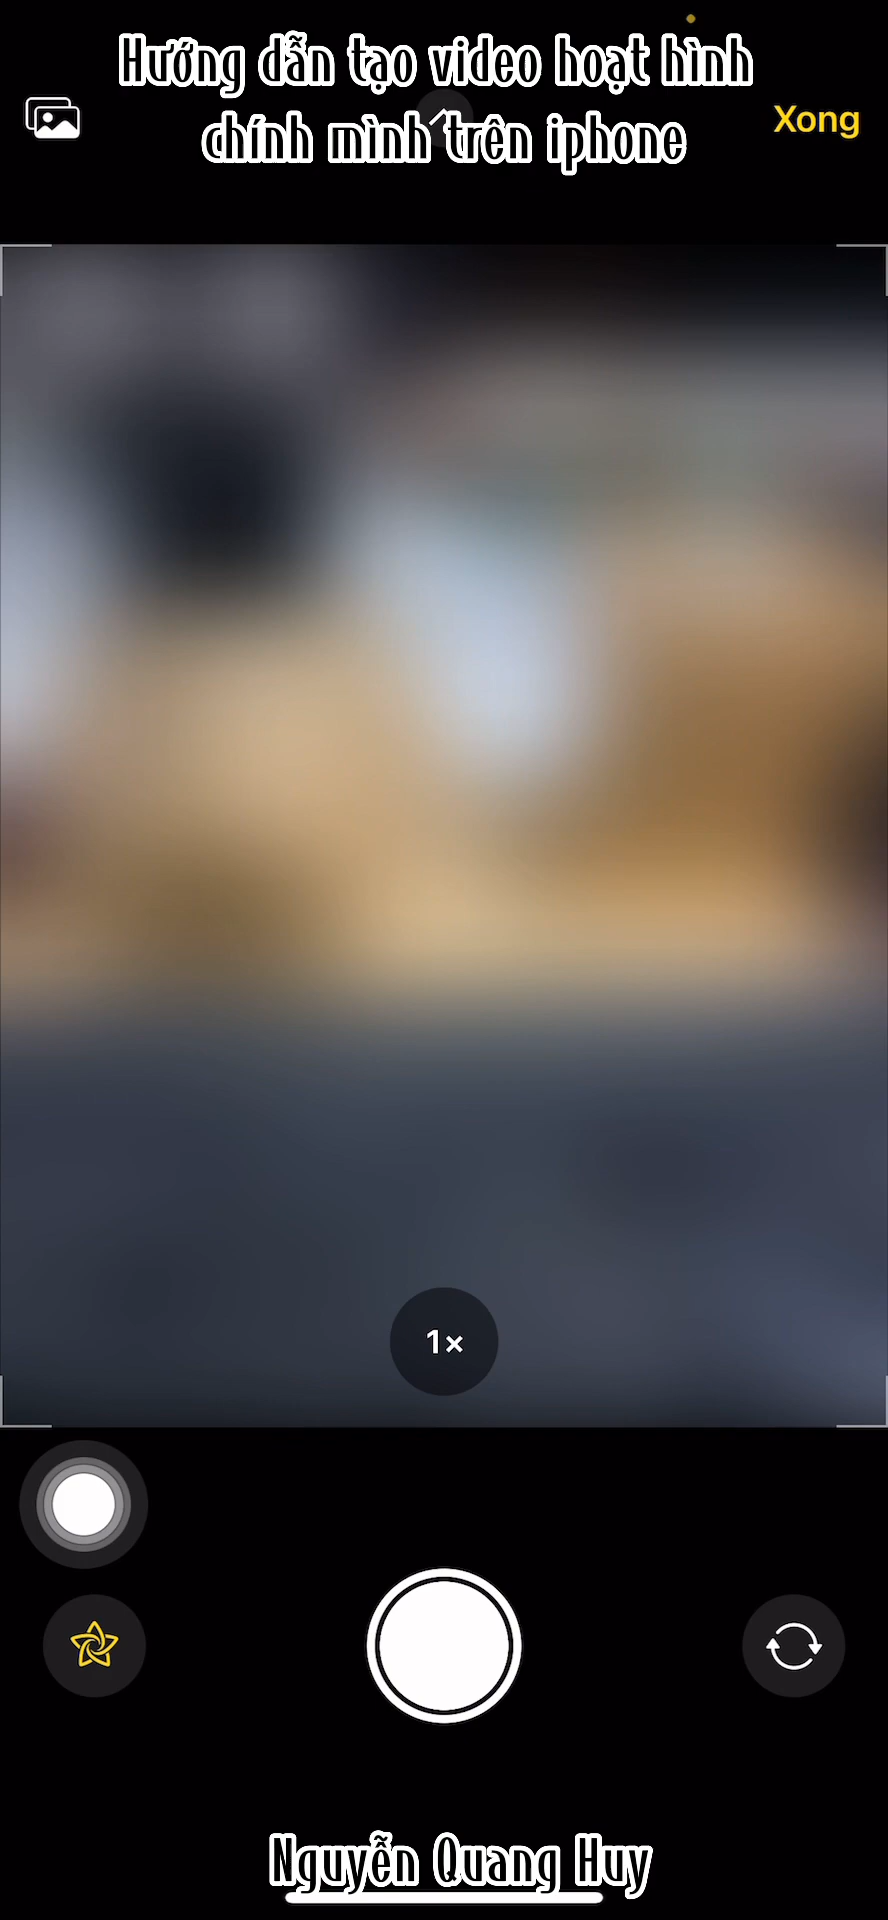 Hướng dẫn tạo video hoạt hình
chính mình trên iphone
Xong
1×
Nguyễn Quang Huy